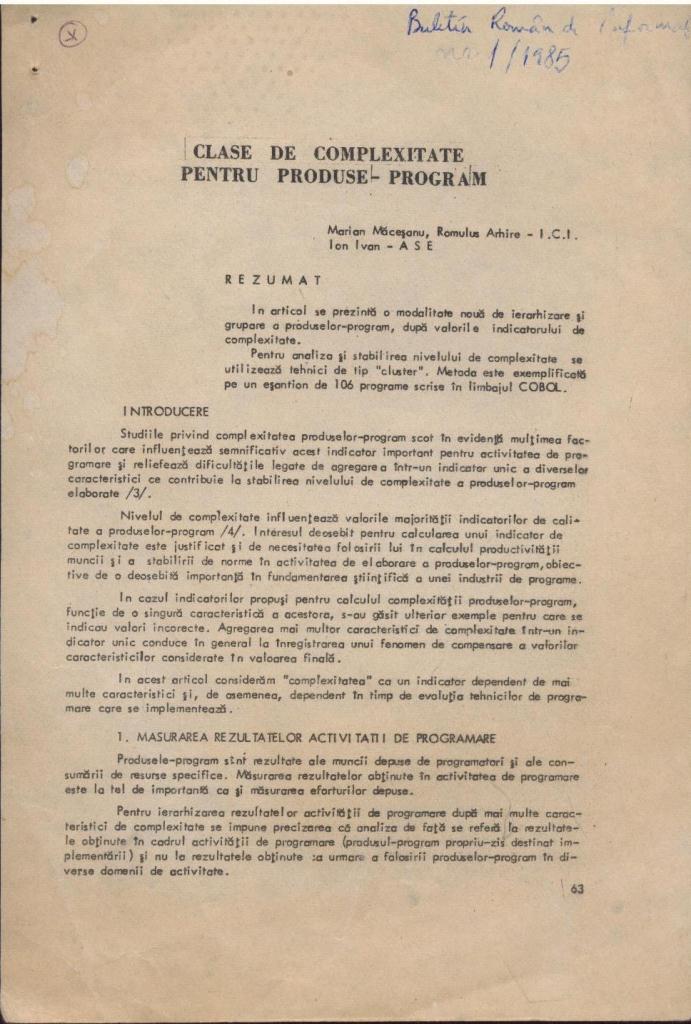 x
Buletin Român de Informat
nr 1/1985
CLASE DE COMPLEXITATE
PENTRU PRODUSE-PROGRAM
Marian Măceşanu, Romulus Arhire - I.C.I.
Ion Ivan - A S E
R E Z U M A T
In articol se prezintă o modalitate nouă de ierarhizare şi
grupare a produselor-program, după valorile indicatorului de
complexitate.
Pentru analiza şi stabilirea nivelului de complexitate se
utilizează tehnici de tip "cluster". Metoda este exemplificată
pe un eşantion de 106 programe scrise în limbajul COBOL.
INTRODUCERE
Studiile privind complexitatea produselor-program scot în evidenţă mulţimea fac-
torilor care influenţează semnificativ acest indicator important pentru activitatea de pro-
gramare şi reliefează dificultăţile legate de agregarea într-un indicator unic a diverselor
caracteristici ce contribuie la stabilirea nivelului de complexitate a produselor-program
elaborate /3/.
Nivelul de complexitate influenţează valorile majorităţii indicatorilor de cali-
tate a produselor-program /4/. Interesul deosebit pentru calcularea unui indicator de
complexitate este justificat şi de necesitatea folosirii lui în calculul productivităţii
muncii şi a stabilirii de norme în activitatea de elaborare a produselor-program,obiec-
tive de o deosebită importanţă în fundamentarea ştiinţifică a unei industrii de programe.
In cazul indicatorilor propuşi pentru calculul complexităţii produselor-program,
funcţie de o singură caracteristică a acestora, s-au găsit ulterior exemple pentru care se
indicau valori incorecte. Agregarea mai multor caracteristici de complexitate într-un in-
dicator unic conduce în general la înregistrarea unui fenomen de compensare a valorilor
caracteristicilor considerate în valoarea finală.
In acest articol considerăm "complexitatea" ca un indicator dependent de mai
multe caracteristici şi, de asemenea, dependent în timp de evoluţia tehnicilor de progra-
mare care se implementează.
1. MASURAREA REZULTATELOR ACTIVITATII DE PROGRAMARE
Produsele-program sînt rezultate ale muncii depuse de programatori şi ale con-
sumării de resurse specifice. Măsurarea rezultatelor obţinute în activitatea de programare
este la fel de importantă ca şi măsurarea eforturilor depuse.
Pentru ierarhizarea rezultatelor activităţii de programare după mai multe carac-
teristici de complexitate se impune precizarea că analiza de faţă se referă la rezultate-
le obţinute în cadrul activităţii de programare (produsul-program propriu-zis destinat im-
plementării) şi nu la rezultatele obţinute ca urmare a folosirii produselor-program în di-
verse domenii de activitate.
63